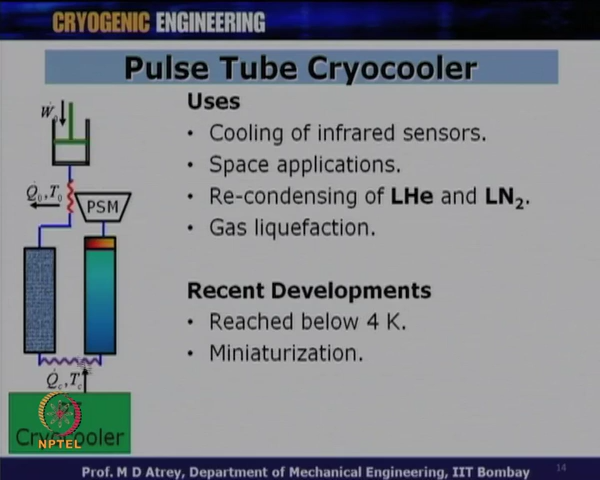 CRYOGENIC ENGINEERING
Pulse Tube Cryocooler
Uses
• Cooling of infrared sensors.
• Space applications.
• Re-condensing of LHe and LN₂.
• Gas liquefaction.
Recent Developments
• Reached below 4 K.
• Miniaturization.
Q̇₀, T₀
PSM
Q̇c, Tc
Cryocooler
NPTEL
Prof. M D Atrey, Department of Mechanical Engineering, IIT Bombay
14